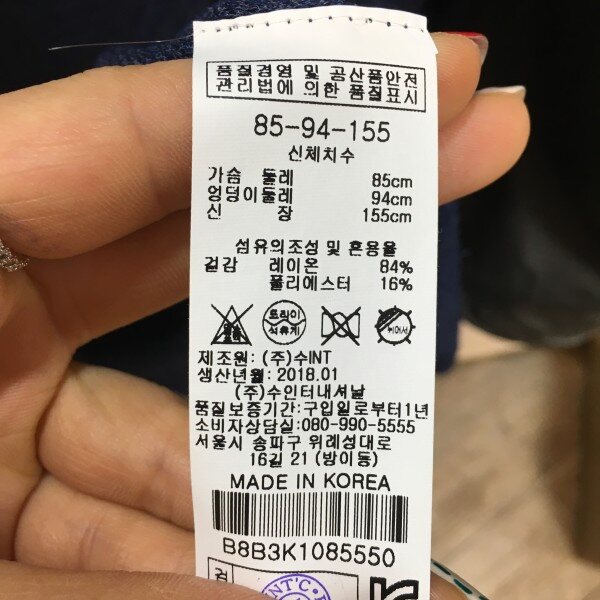 품질경영 및 공산품안전
관리법에 의한 품질표시
85-94-155
신체치수
가슴 둘레 85cm
엉덩이둘레 94cm
신 장 155cm
섬유의조성 및 혼용율
겉감 레이온 84%
폴리에스터 16%
드라이
석유계
뉘어서
제조원: (주)수INT
생산년월: 2018.01
(주)수인터내셔날
품질보증기간:구입일로부터1년
소비자상담실:080-990-5555
서울시 송파구 위례성대로
16길 21 (방이동)
MADE IN KOREA
B8B3K1085550
검
INT'C.